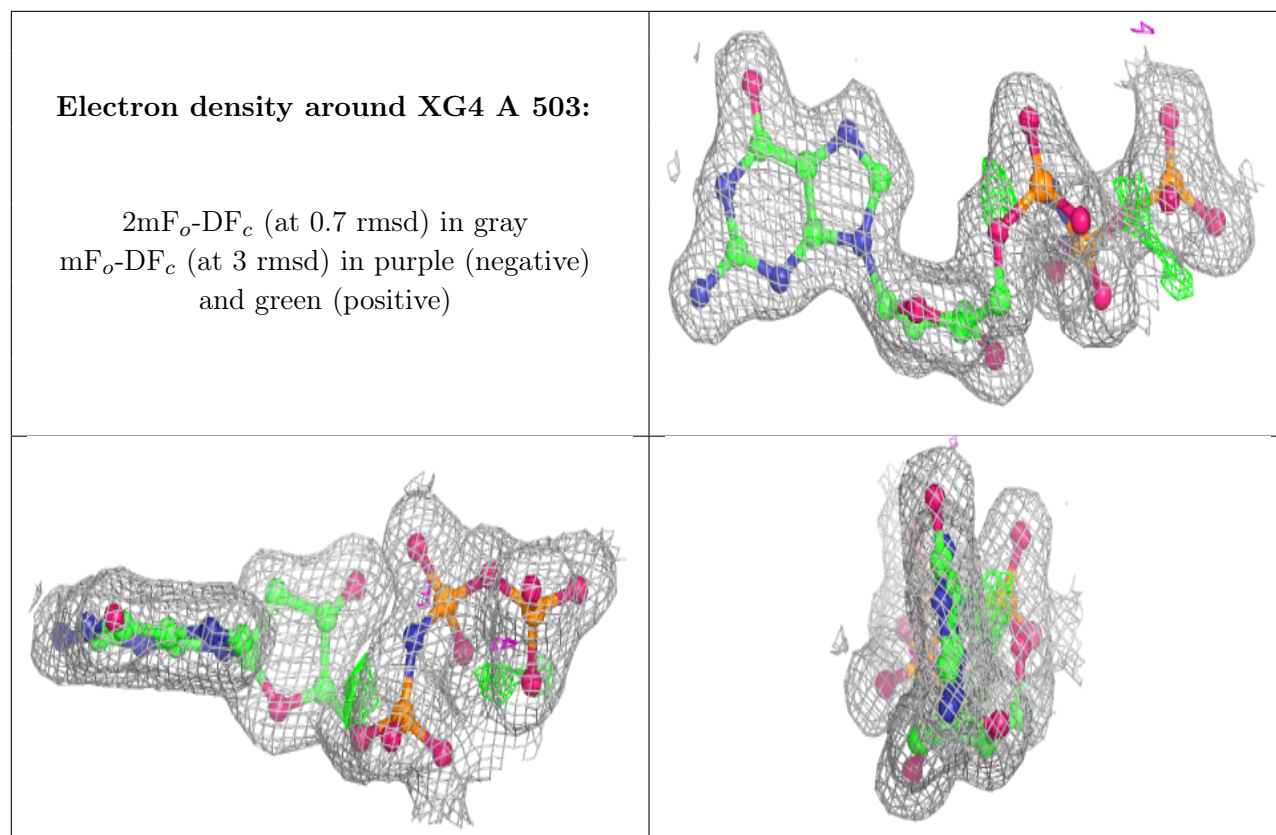 Electron density around XG4 A 503:
2mFo-DFc (at 0.7 rmsd) in gray
mFo-DFc (at 3 rmsd) in purple (negative)
and green (positive)